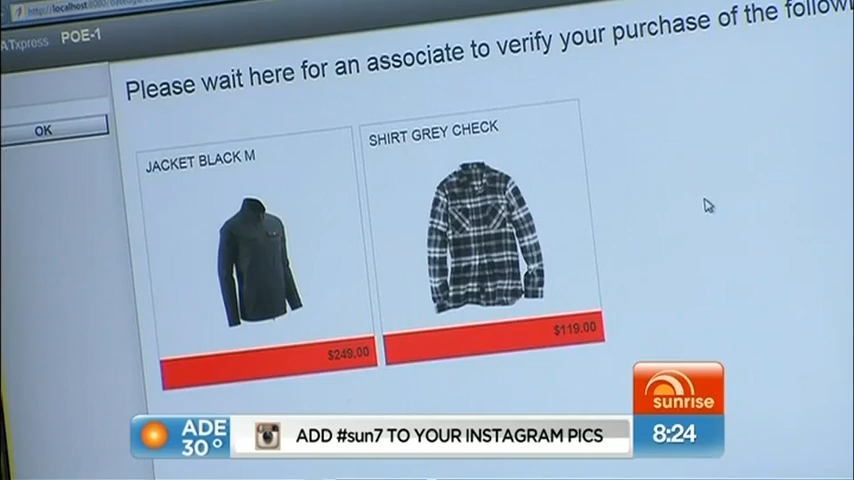 http://localhost:8080/
ATxpress POE-1
Please wait here for an associate to verify your purchase of the followi
OK
JACKET BLACK M
SHIRT GREY CHECK
$249.00
$119.00
sunrise
ADE
30°
ADD #sun7 TO YOUR INSTAGRAM PICS
8:24